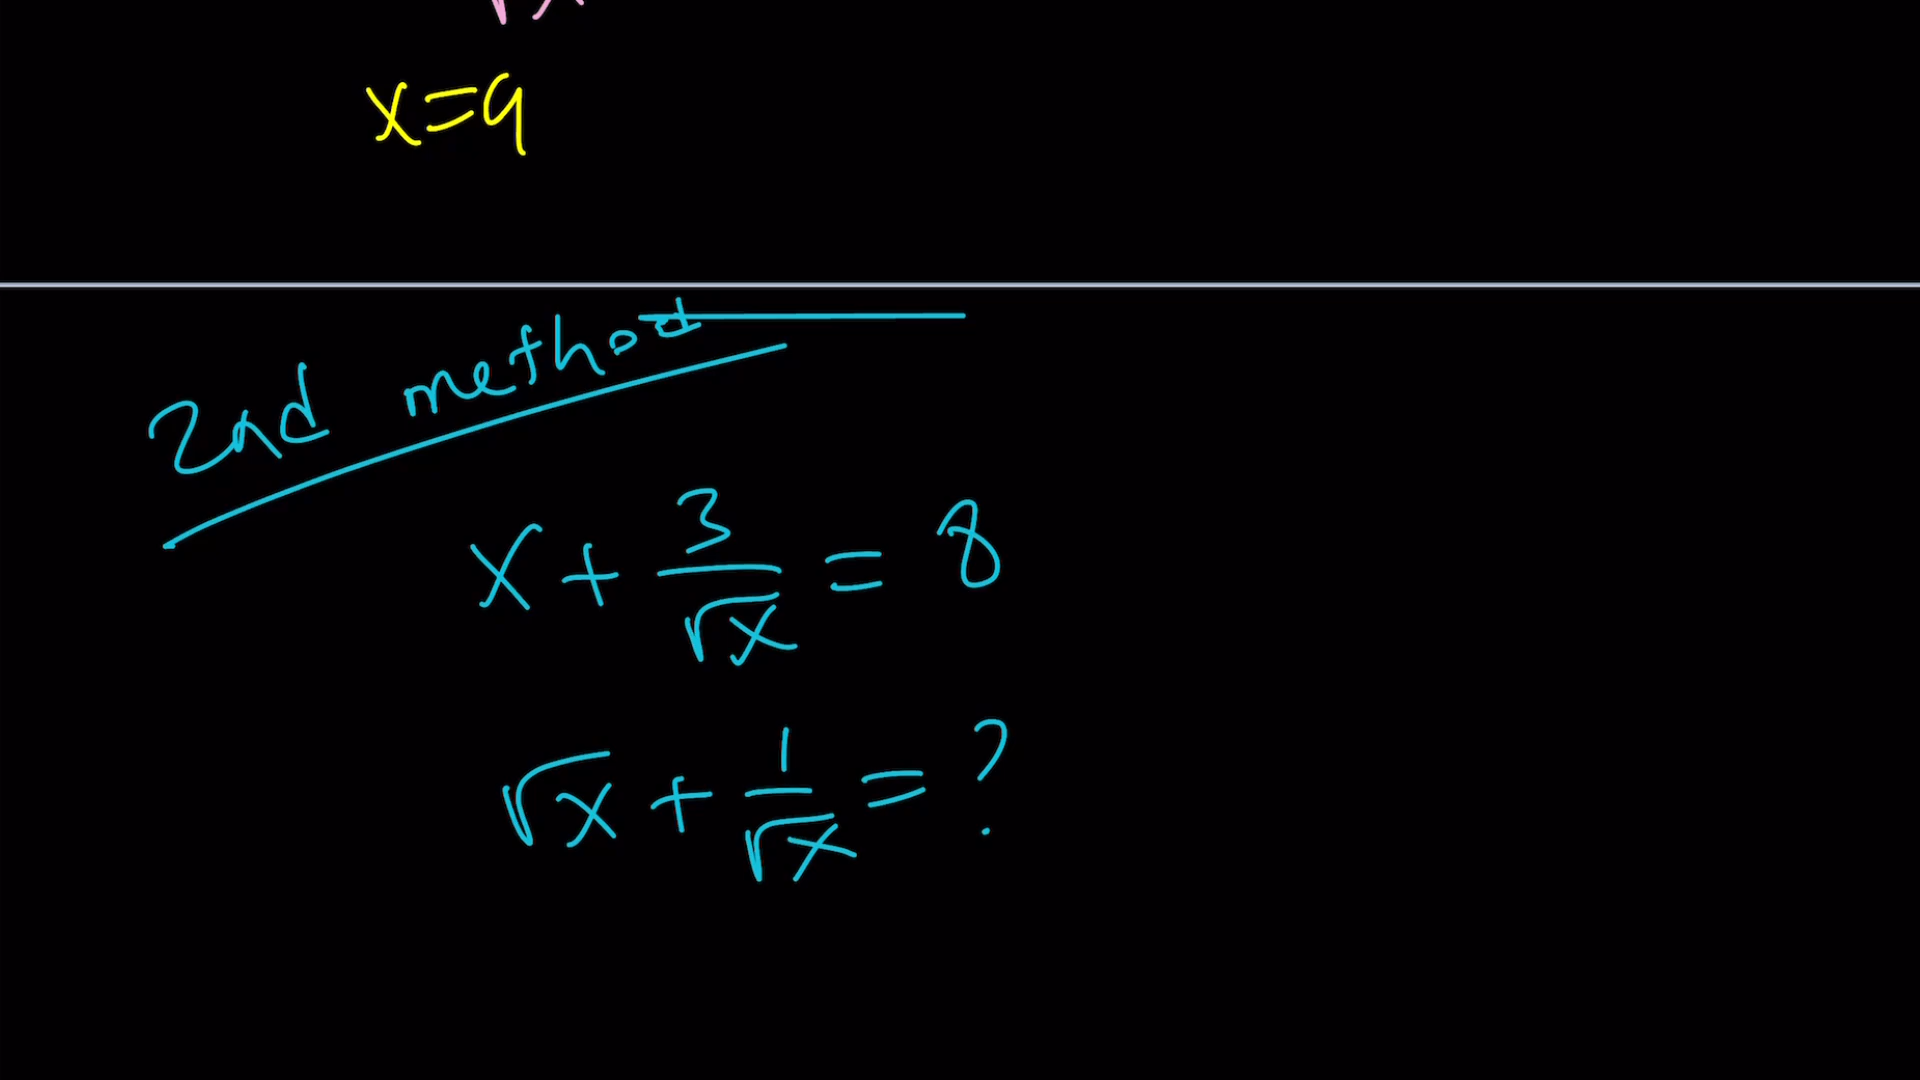 √x
x=9
2nd method
x + 3/√x = 8
√x + 1/√x = ?